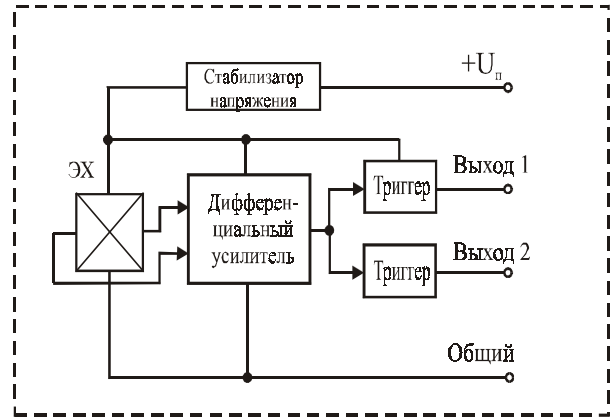 +Uп
Стабилизатор
напряжения
ЭХ
Дифферен-
циальный
усилитель
Триггер
Выход 1
Триггер
Выход 2
Общий